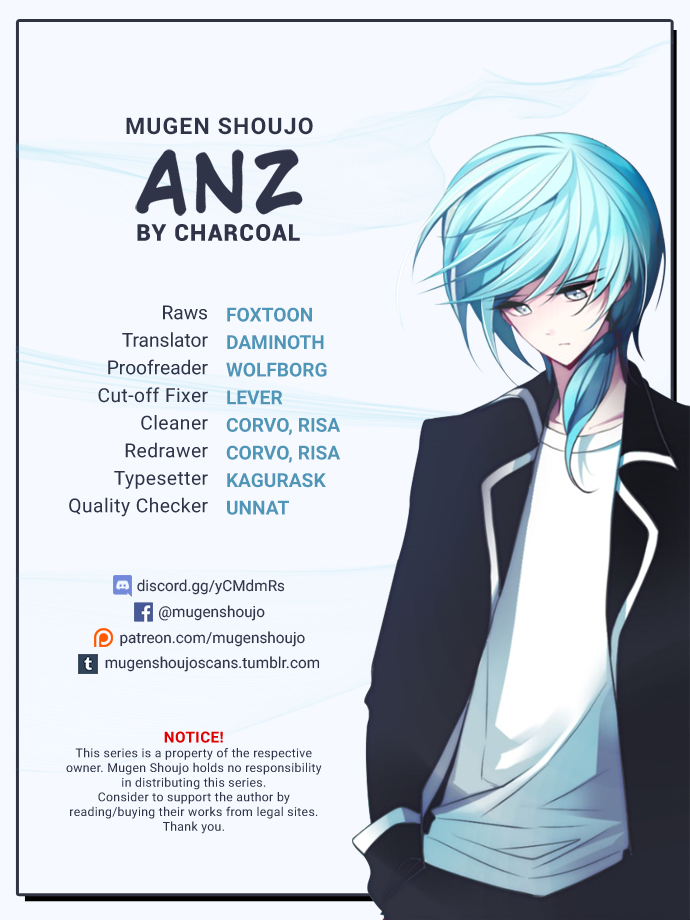 MUGEN SHOUJO
ANZ
BY CHARCOAL
Raws FOXTOON
Translator DAMINOTH
Proofreader WOLFBORG
Cut-off Fixer LEVER
Cleaner CORVO, RISA
Redrawer CORVO, RISA
Typesetter KAGURASK
Quality Checker UNNAT
discord.gg/yCMdmRs
@mugenshoujo
patreon.com/mugenshoujo
mugenshoujoscans.tumblr.com
NOTICE!
This series is a property of the respective
owner. Mugen Shoujo holds no responsibility
in distributing this series.
Consider to support the author by
reading/buying their works from legal sites.
Thank you.